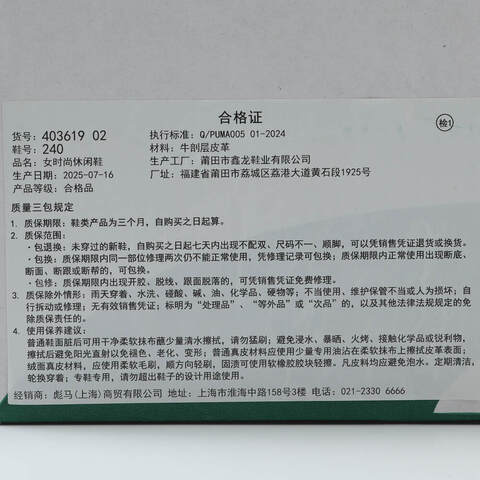 合格证
检1
货号: 403619 02
执行标准: Q/PUMA005 01-2024
鞋号: 240
材料: 牛剖层皮革
品名: 女时尚休闲鞋
生产工厂: 莆田市鑫龙鞋业有限公司
生产日期: 2025-07-16
厂址: 福建省莆田市荔城区荔港大道黄石段1925号
产品等级: 合格品
质量三包规定
1. 质保期限: 鞋类产品为三个月, 自购买之日起算。
2. 质保范围:
·包退换: 未穿过的新鞋, 自购买之日起七天内出现不配双、尺码不一、顺脚, 可以凭销售凭证退货或换货。
·包换: 质保期限内同一部位修理两次仍不能正常使用, 凭修理记录可包换; 质保期限内正常使用出现断底、
断面、断跟或断帮的, 可包换。
·包修: 质保期限内出现开胶、脱线、跟面脱落的, 可凭销售凭证免费修理。
3. 质保除外情形: 雨天穿着、水洗、碰酸、碱、油、化学品、硬物等; 不当使用、维护保管不当或人为损坏; 自
行拆动或修理; 无有效销售凭证; 标明为“处理品”、“等外品”或“次品”的, 以及其他法律法规规定的免
除质保责任的。
4. 使用保养建议:
普通鞋面脏后可用干净柔软抹布蘸少量清水擦拭, 请勿猛刷; 避免浸水、暴晒、火烤、接触化学品或锐利物,
擦拭后避免阳光直射以免褪色、老化、变形; 普通真皮材料应使用少量专用油沾在柔软抹布上擦拭皮革表面;
绒面真皮材料, 应使用柔软毛刷, 顺方向轻刷, 固渍可使用软橡胶胶块轻擦。凡皮料均应避免泡水。定期清洁,
轮换穿着; 专鞋专用, 请勿超出鞋子的设计用途使用。
经销商: 彪马(上海)商贸有限公司 地址: 上海市淮海中路158号3楼 电话: 021-2330 6666